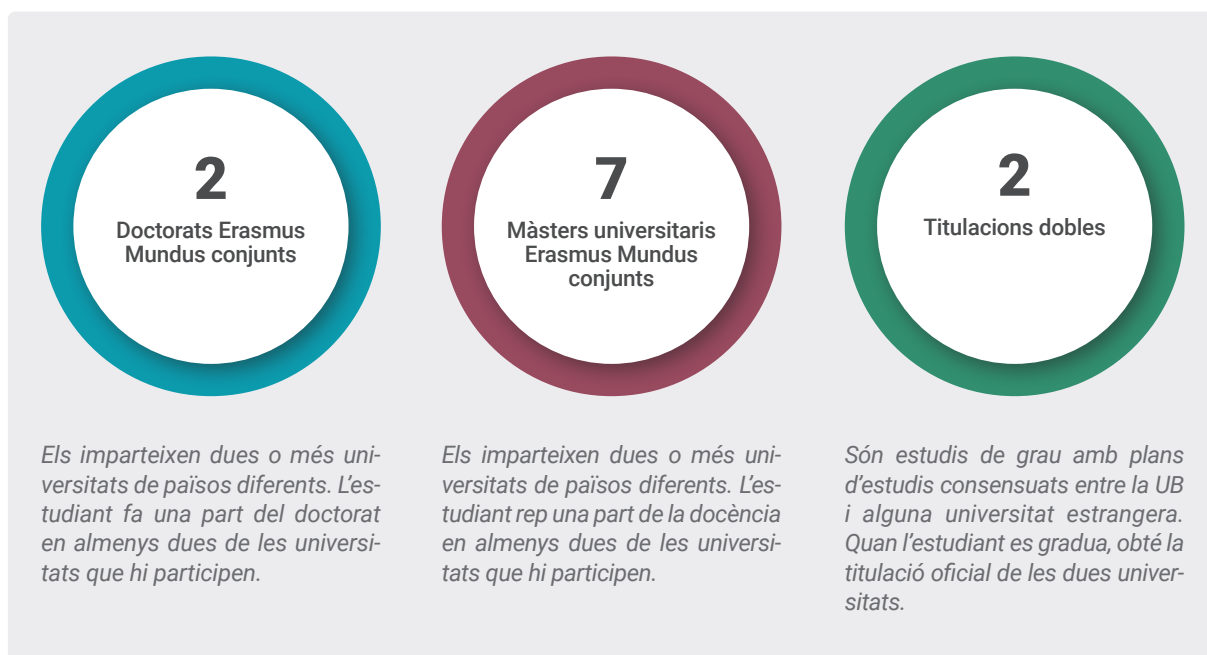 2
Doctorats Erasmus
Mundus conjunts
Els imparteixen dues o més uni-
versitats de països diferents. L'es-
tudiant fa una part del doctorat
en almenys dues de les universi-
tats que hi participen.
7
Màsters universitaris
Erasmus Mundus
conjunts
Els imparteixen dues o més uni-
versitats de països diferents. L'es-
tudiant rep una part de la docència
en almenys dues de les universi-
tats que hi participen.
2
Titulacions dobles
Són estudis de grau amb plans
d'estudis consensuats entre la UB
i alguna universitat estrangera.
Quan l'estudiant es gradua, obté la
titulació oficial de les dues univer-
sitats.